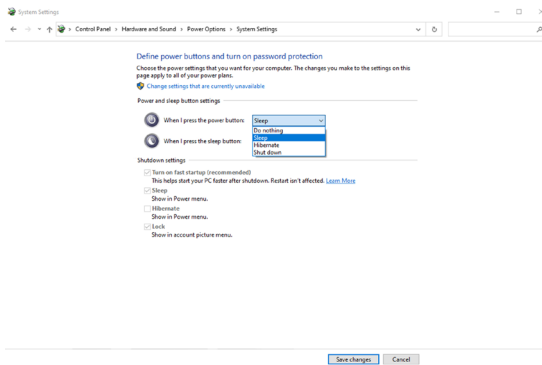 System Settings
Control Panel > Hardware and Sound > Power Options > System Settings
Define power buttons and turn on password protection
Choose the power settings that you want for your computer. The changes you make to the settings on this
page apply to all of your power plans.
Change settings that are currently unavailable
Power and sleep button settings
When I press the power button: Sleep
Do nothing
Sleep
Hibernate
Shut down
When I press the sleep button:
Shutdown settings
Turn on fast startup (recommended)
This helps start your PC faster after shutdown. Restart isn't affected. Learn More
Sleep
Show in Power menu.
Hibernate
Show in Power menu.
Lock
Show in account picture menu.
Save changes
Cancel